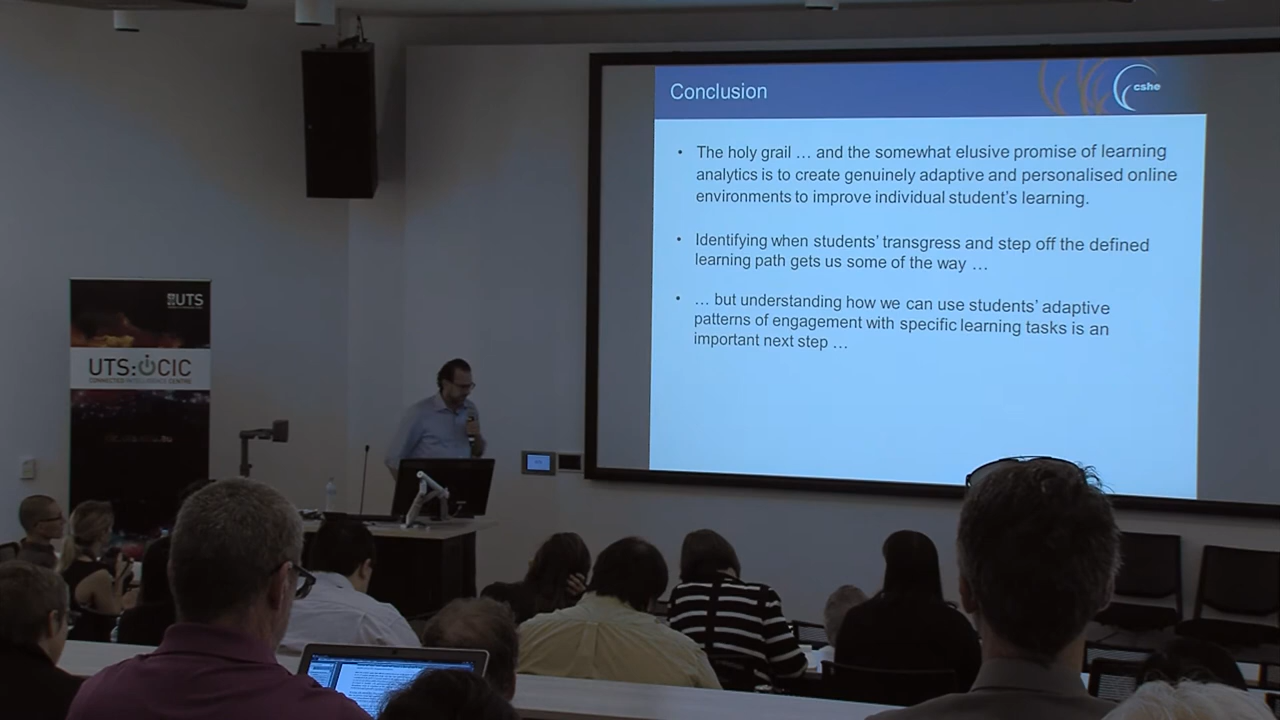 Conclusion
cshe
• The holy grail … and the somewhat elusive promise of learning
analytics is to create genuinely adaptive and personalised online
environments to improve individual student's learning.
• Identifying when students' transgress and step off the defined
learning path gets us some of the way …
• … but understanding how we can use students' adaptive
patterns of engagement with specific learning tasks is an
important next step …
UTS
UTS:CIC
CONNECTED INTELLIGENCE CENTRE